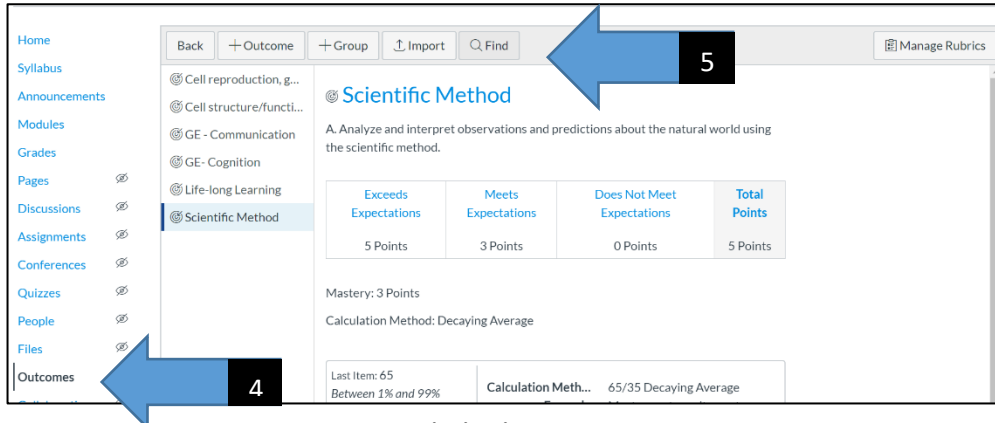 Home
Syllabus
Announcements
Modules
Grades
Pages
Discussions
Assignments
Conferences
Quizzes
People
Files
Outcomes
4
Back
+Outcome
+Group
Import
Find
5
Manage Rubrics
Cell reproduction, g...
Cell structure/functi...
GE - Communication
GE- Cognition
Life-long Learning
Scientific Method
Scientific Method
A. Analyze and interpret observations and predictions about the natural world using
the scientific method.
Exceeds
Expectations
5 Points
Meets
Expectations
3 Points
Does Not Meet
Expectations
0 Points
Total
Points
5 Points
Mastery: 3 Points
Calculation Method: Decaying Average
Last Item: 65
Between 1% and 99%
Calculation Meth... 65/35 Decaying Average